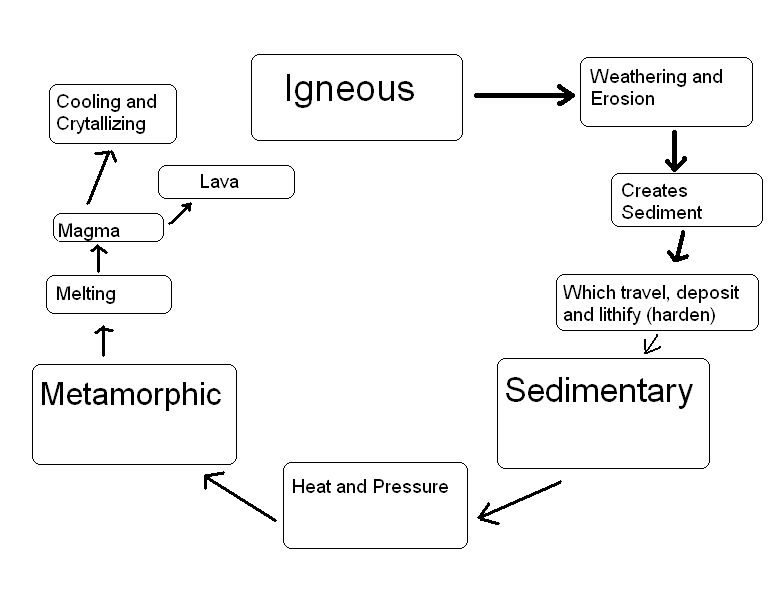 Igneous
Weathering and
Erosion
Creates
Sediment
Which travel, deposit
and lithify (harden)
Sedimentary
Heat and Pressure
Metamorphic
Melting
Magma
Lava
Cooling and
Crytallizing